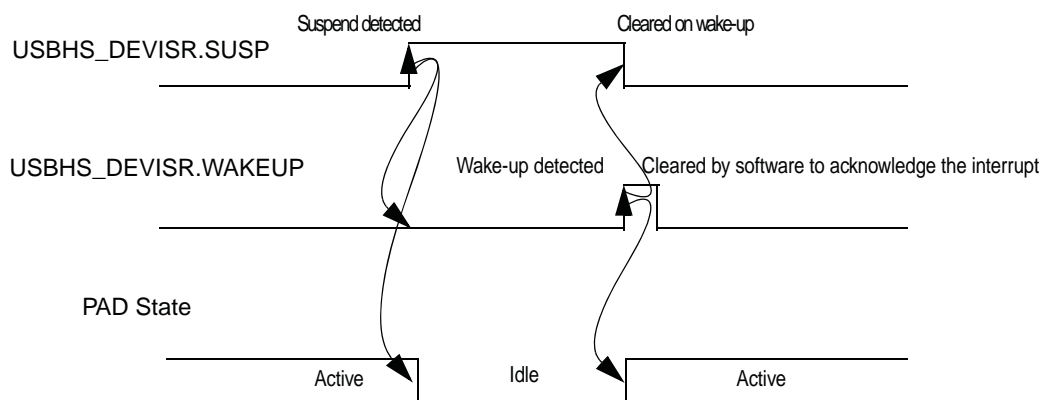 Suspend detected
Cleared on wake-up
USBHS_DEVISR.SUSP
USBHS_DEVISR.WAKEUP
Wake-up detected
Cleared by software to acknowledge the interrupt
PAD State
Active
Idle
Active